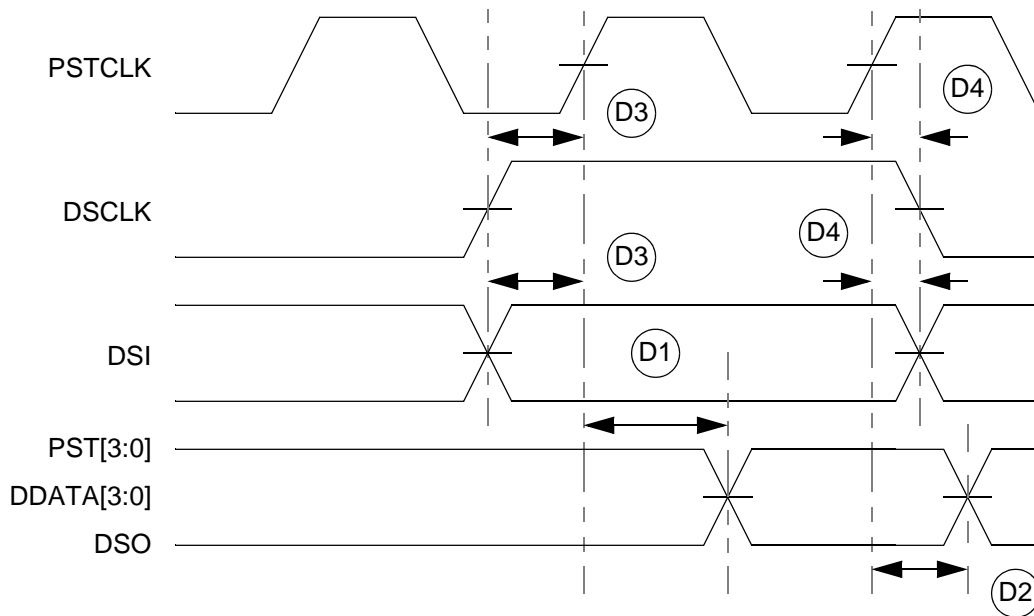 PSTCLK
D3
D4
DSCLK
D3
D4
DSI
D1
PST[3:0]
DDATA[3:0]
DSO
D2